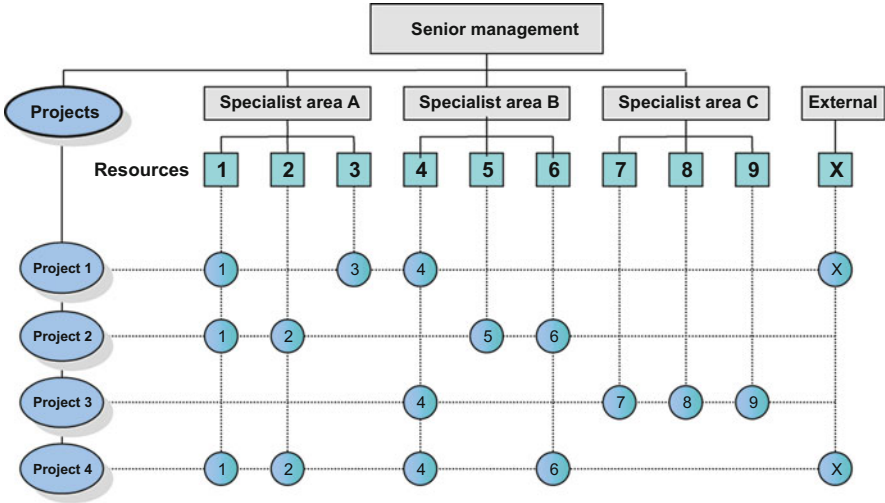 Senior management
Projects
Specialist area A
Specialist area B
Specialist area C
External
Resources 1 2 3 4 5 6 7 8 9 X
Project 1 1 3 4 X
Project 2 1 2 5 6
Project 3 4 7 8 9
Project 4 1 2 4 6 X